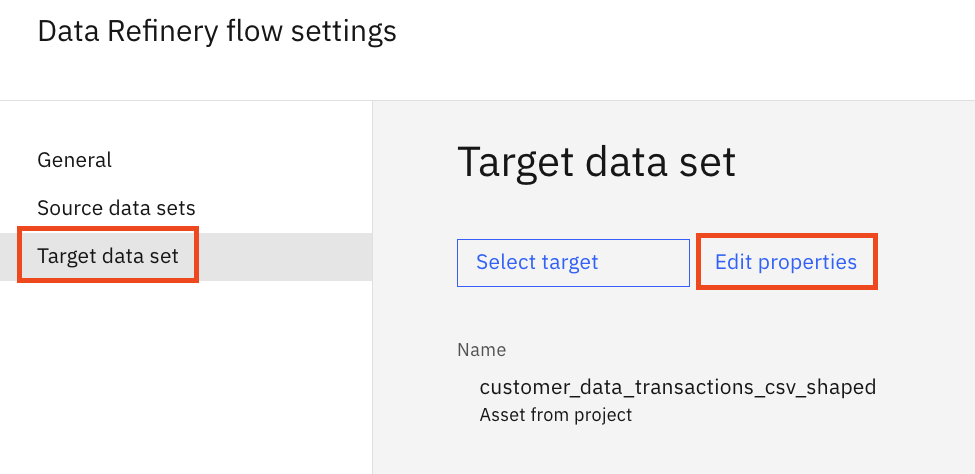 Data Refinery flow settings
General
Source data sets
Target data set
Target data set
Select target
Edit properties
Name
customer_data_transactions_csv_shaped
Asset from project